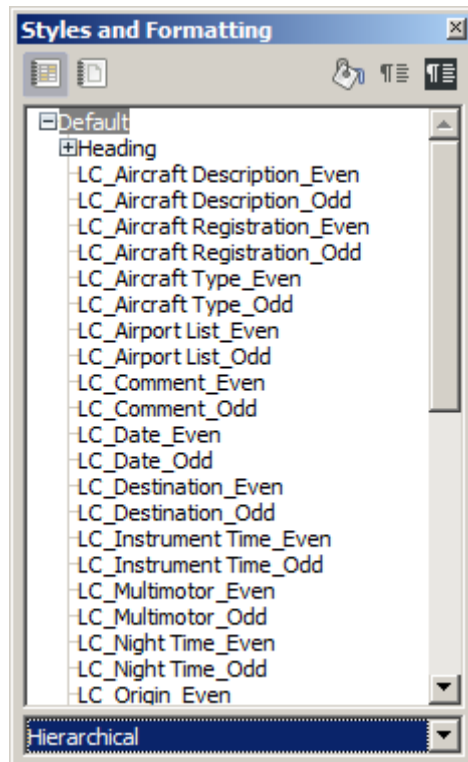 Styles and Formatting
Default
Heading
LC_Aircraft Description_Even
LC_Aircraft Description_Odd
LC_Aircraft Registration_Even
LC_Aircraft Registration_Odd
LC_Aircraft Type_Even
LC_Aircraft Type_Odd
LC_Airport List_Even
LC_Airport List_Odd
LC_Comment_Even
LC_Comment_Odd
LC_Date_Even
LC_Date_Odd
LC_Destination_Even
LC_Destination_Odd
LC_Instrument Time_Even
LC_Instrument Time_Odd
LC_Multimotor_Even
LC_Multimotor_Odd
LC_Night Time_Even
LC_Night Time_Odd
LC_Origin_Even
Hierarchical